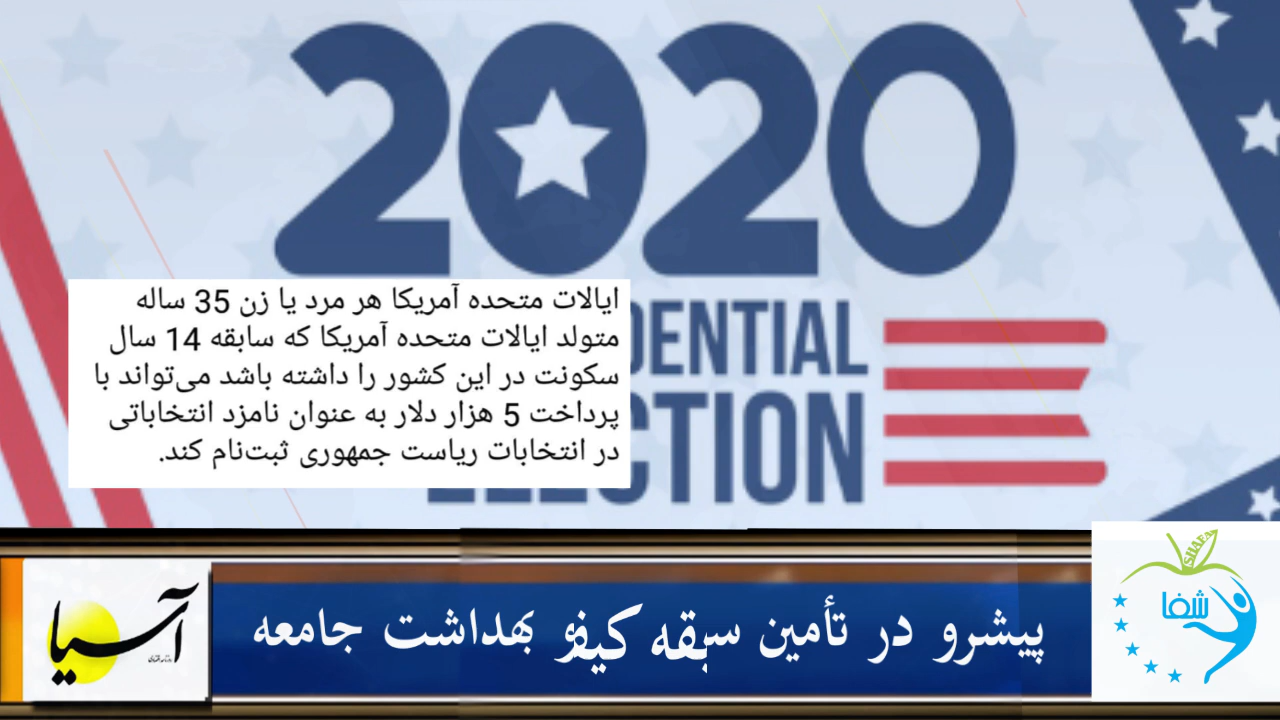 2020
DENTIAL
CTION
ایالات متحده آمریکا هر مرد یا زن 35 ساله
متولد ایالات متحده آمریکا که سابقه 14 سال
سکونت در این کشور را داشته باشد می‌تواند با
پرداخت 5 هزار دلار به عنوان نامزد انتخاباتی
در انتخابات ریاست جمهوری ثبت‌نام کند.
آسیا
پیشرو در تأمین سبقه کیفی بهداشت جامعه
SHAFA
شفا